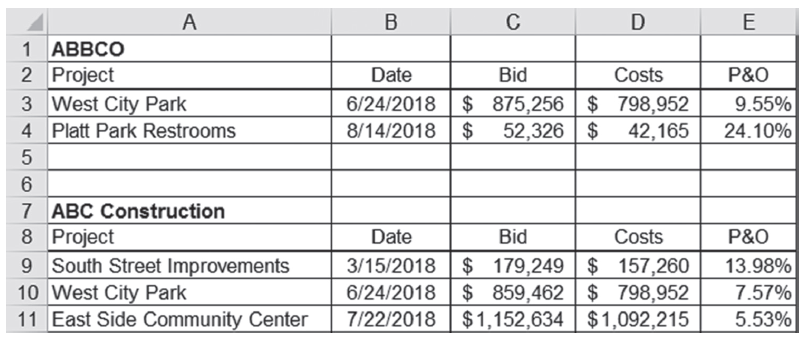 A B C D E
1 ABBCO
2 Project Date Bid Costs P&O
3 West City Park 6/24/2018 $ 875,256 $ 798,952 9.55%
4 Platt Park Restrooms 8/14/2018 $ 52,326 $ 42,165 24.10%
5
6
7 ABC Construction
8 Project Date Bid Costs P&O
9 South Street Improvements 3/15/2018 $ 179,249 $ 157,260 13.98%
10 West City Park 6/24/2018 $ 859,462 $ 798,952 7.57%
11 East Side Community Center 7/22/2018 $1,152,634 $1,092,215 5.53%